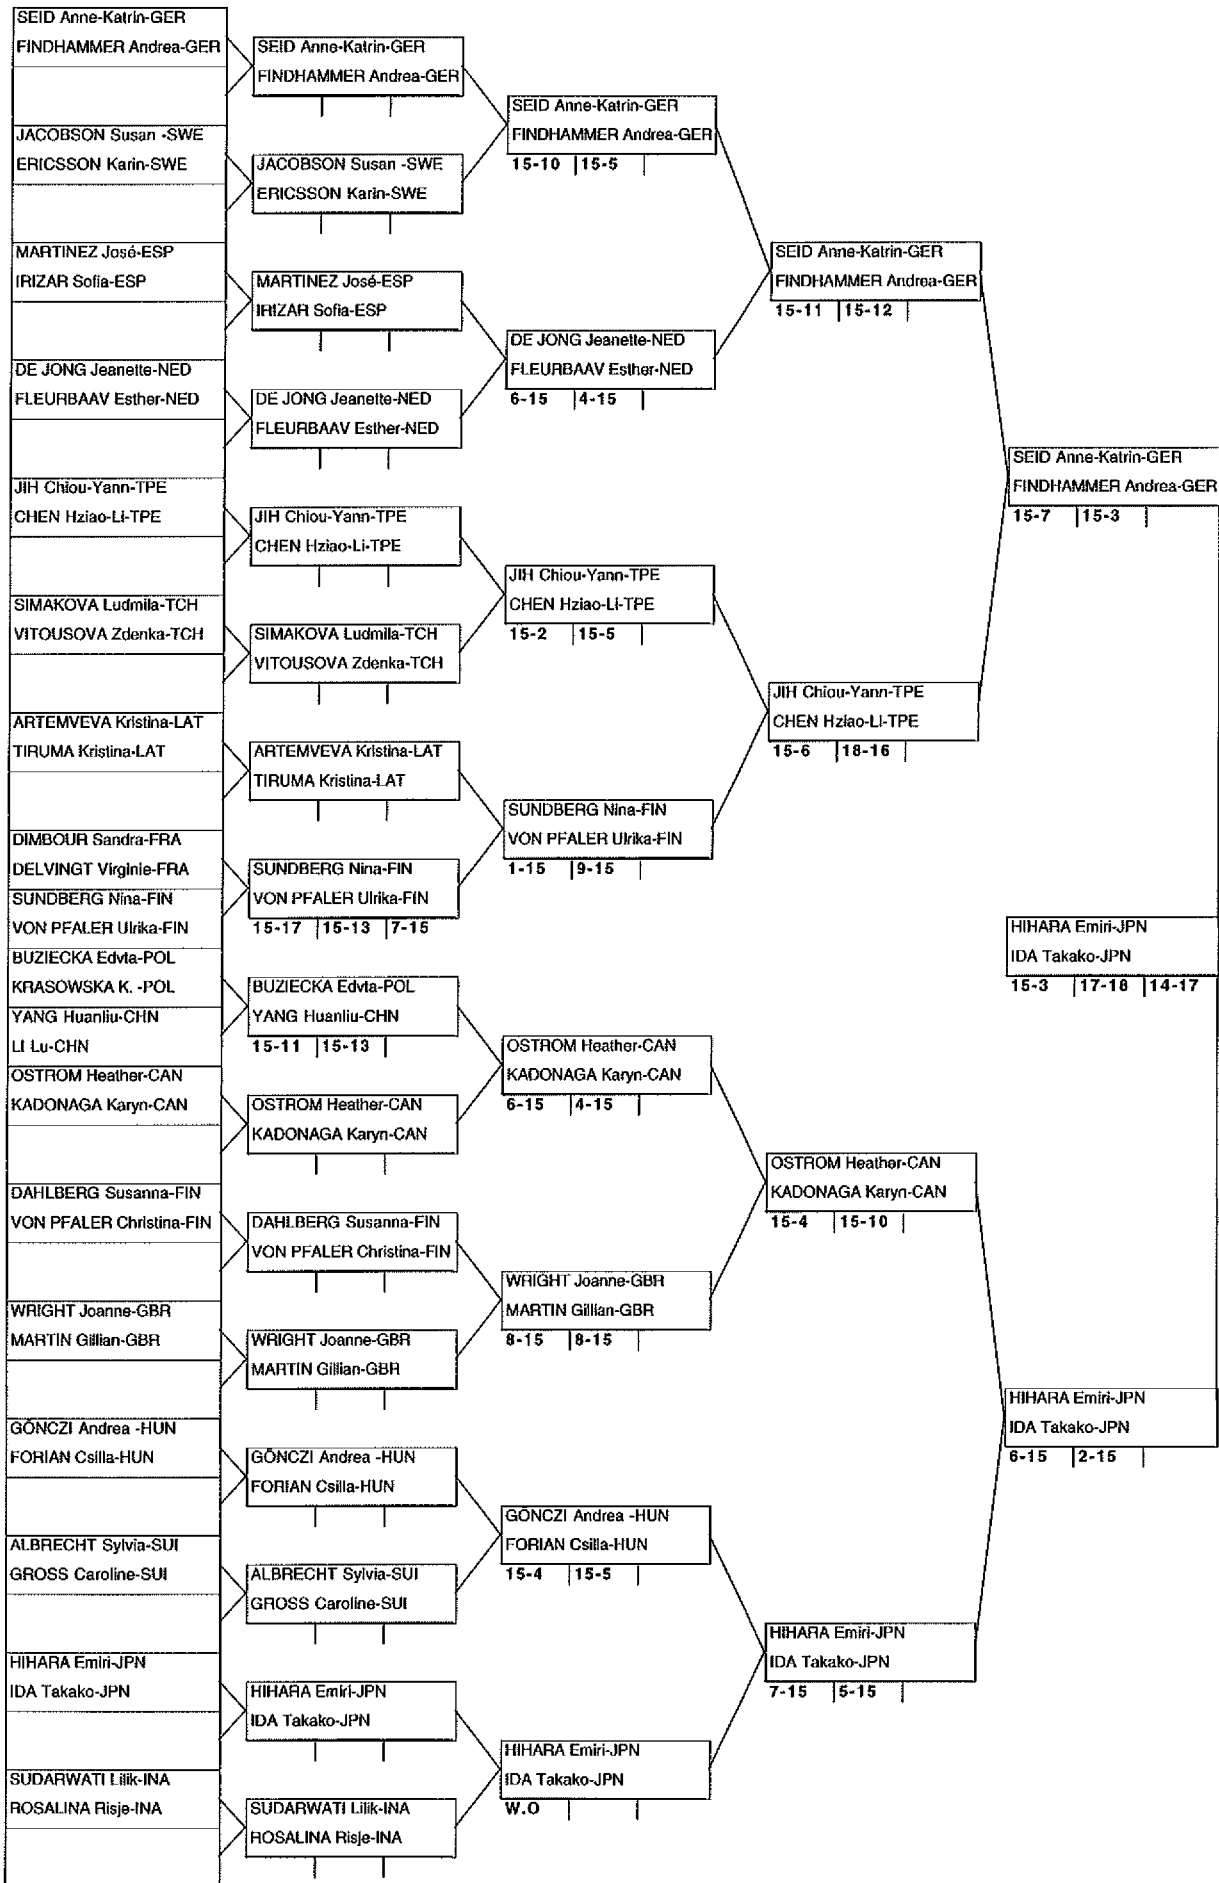 SEID Anne-Katrin-GER
FINDHAMMER Andrea-GER
JACOBSON Susan -SWE
ERICSSON Karin-SWE
MARTINEZ José-ESP
IRIZAR Sofia-ESP
DE JONG Jeanette-NED
FLEURBAAV Esther-NED
JIH Chiou-Yann-TPE
CHEN Hziao-Li-TPE
SIMAKOVA Ludmila-TCH
VITOUSOVA Zdenka-TCH
ARTEMVEVA Kristina-LAT
TIRUMA Kristina-LAT
DIMBOUR Sandra-FRA
DELVINGT Virginie-FRA
SUNDBERG Nina-FIN
VON PFALER Ulrika-FIN
BUZIECKA Edvta-POL
KRASOWSKA K. -POL
YANG Huanliu-CHN
LI Lu-CHN
OSTROM Heather-CAN
KADONAGA Karyn-CAN
DAHLBERG Susanna-FIN
VON PFALER Christina-FIN
WRIGHT Joanne-GBR
MARTIN Gillian-GBR
GÖNCZI Andrea -HUN
FORIAN Csilla-HUN
ALBRECHT Sylvia-SUI
GROSS Caroline-SUI
HIHARA Emiri-JPN
IDA Takako-JPN
SUDARWATI Lilik-INA
ROSALINA Risje-INA
SEID Anne-Katrin-GER
FINDHAMMER Andrea-GER
JACOBSON Susan -SWE
ERICSSON Karin-SWE
MARTINEZ José-ESP
IRIZAR Sofia-ESP
DE JONG Jeanette-NED
FLEURBAAV Esther-NED
JIH Chiou-Yann-TPE
CHEN Hziao-Li-TPE
SIMAKOVA Ludmila-TCH
VITOUSOVA Zdenka-TCH
ARTEMVEVA Kristina-LAT
TIRUMA Kristina-LAT
SUNDBERG Nina-FIN
VON PFALER Ulrika-FIN
15-17 15-13 7-15
BUZIECKA Edvta-POL
YANG Huanliu-CHN
15-11 15-13
OSTROM Heather-CAN
KADONAGA Karyn-CAN
DAHLBERG Susanna-FIN
VON PFALER Christina-FIN
WRIGHT Joanne-GBR
MARTIN Gillian-GBR
GÖNCZI Andrea -HUN
FORIAN Csilla-HUN
ALBRECHT Sylvia-SUI
GROSS Caroline-SUI
HIHARA Emiri-JPN
IDA Takako-JPN
SUDARWATI Lilik-INA
ROSALINA Risje-INA
SEID Anne-Katrin-GER
FINDHAMMER Andrea-GER
15-10 15-5
DE JONG Jeanette-NED
FLEURBAAV Esther-NED
6-15 4-15
JIH Chiou-Yann-TPE
CHEN Hziao-Li-TPE
15-2 15-5
SUNDBERG Nina-FIN
VON PFALER Ulrika-FIN
1-15 9-15
OSTROM Heather-CAN
KADONAGA Karyn-CAN
6-15 4-15
WRIGHT Joanne-GBR
MARTIN Gillian-GBR
8-15 8-15
GÖNCZI Andrea -HUN
FORIAN Csilla-HUN
15-4 15-5
HIHARA Emiri-JPN
IDA Takako-JPN
W.O
SEID Anne-Katrin-GER
FINDHAMMER Andrea-GER
15-11 15-12
JIH Chiou-Yann-TPE
CHEN Hziao-Li-TPE
15-6 18-16
OSTROM Heather-CAN
KADONAGA Karyn-CAN
15-4 15-10
HIHARA Emiri-JPN
IDA Takako-JPN
7-15 5-15
SEID Anne-Katrin-GER
FINDHAMMER Andrea-GER
15-7 15-3
HIHARA Emiri-JPN
IDA Takako-JPN
15-3 17-18 14-17
HIHARA Emiri-JPN
IDA Takako-JPN
6-15 2-15